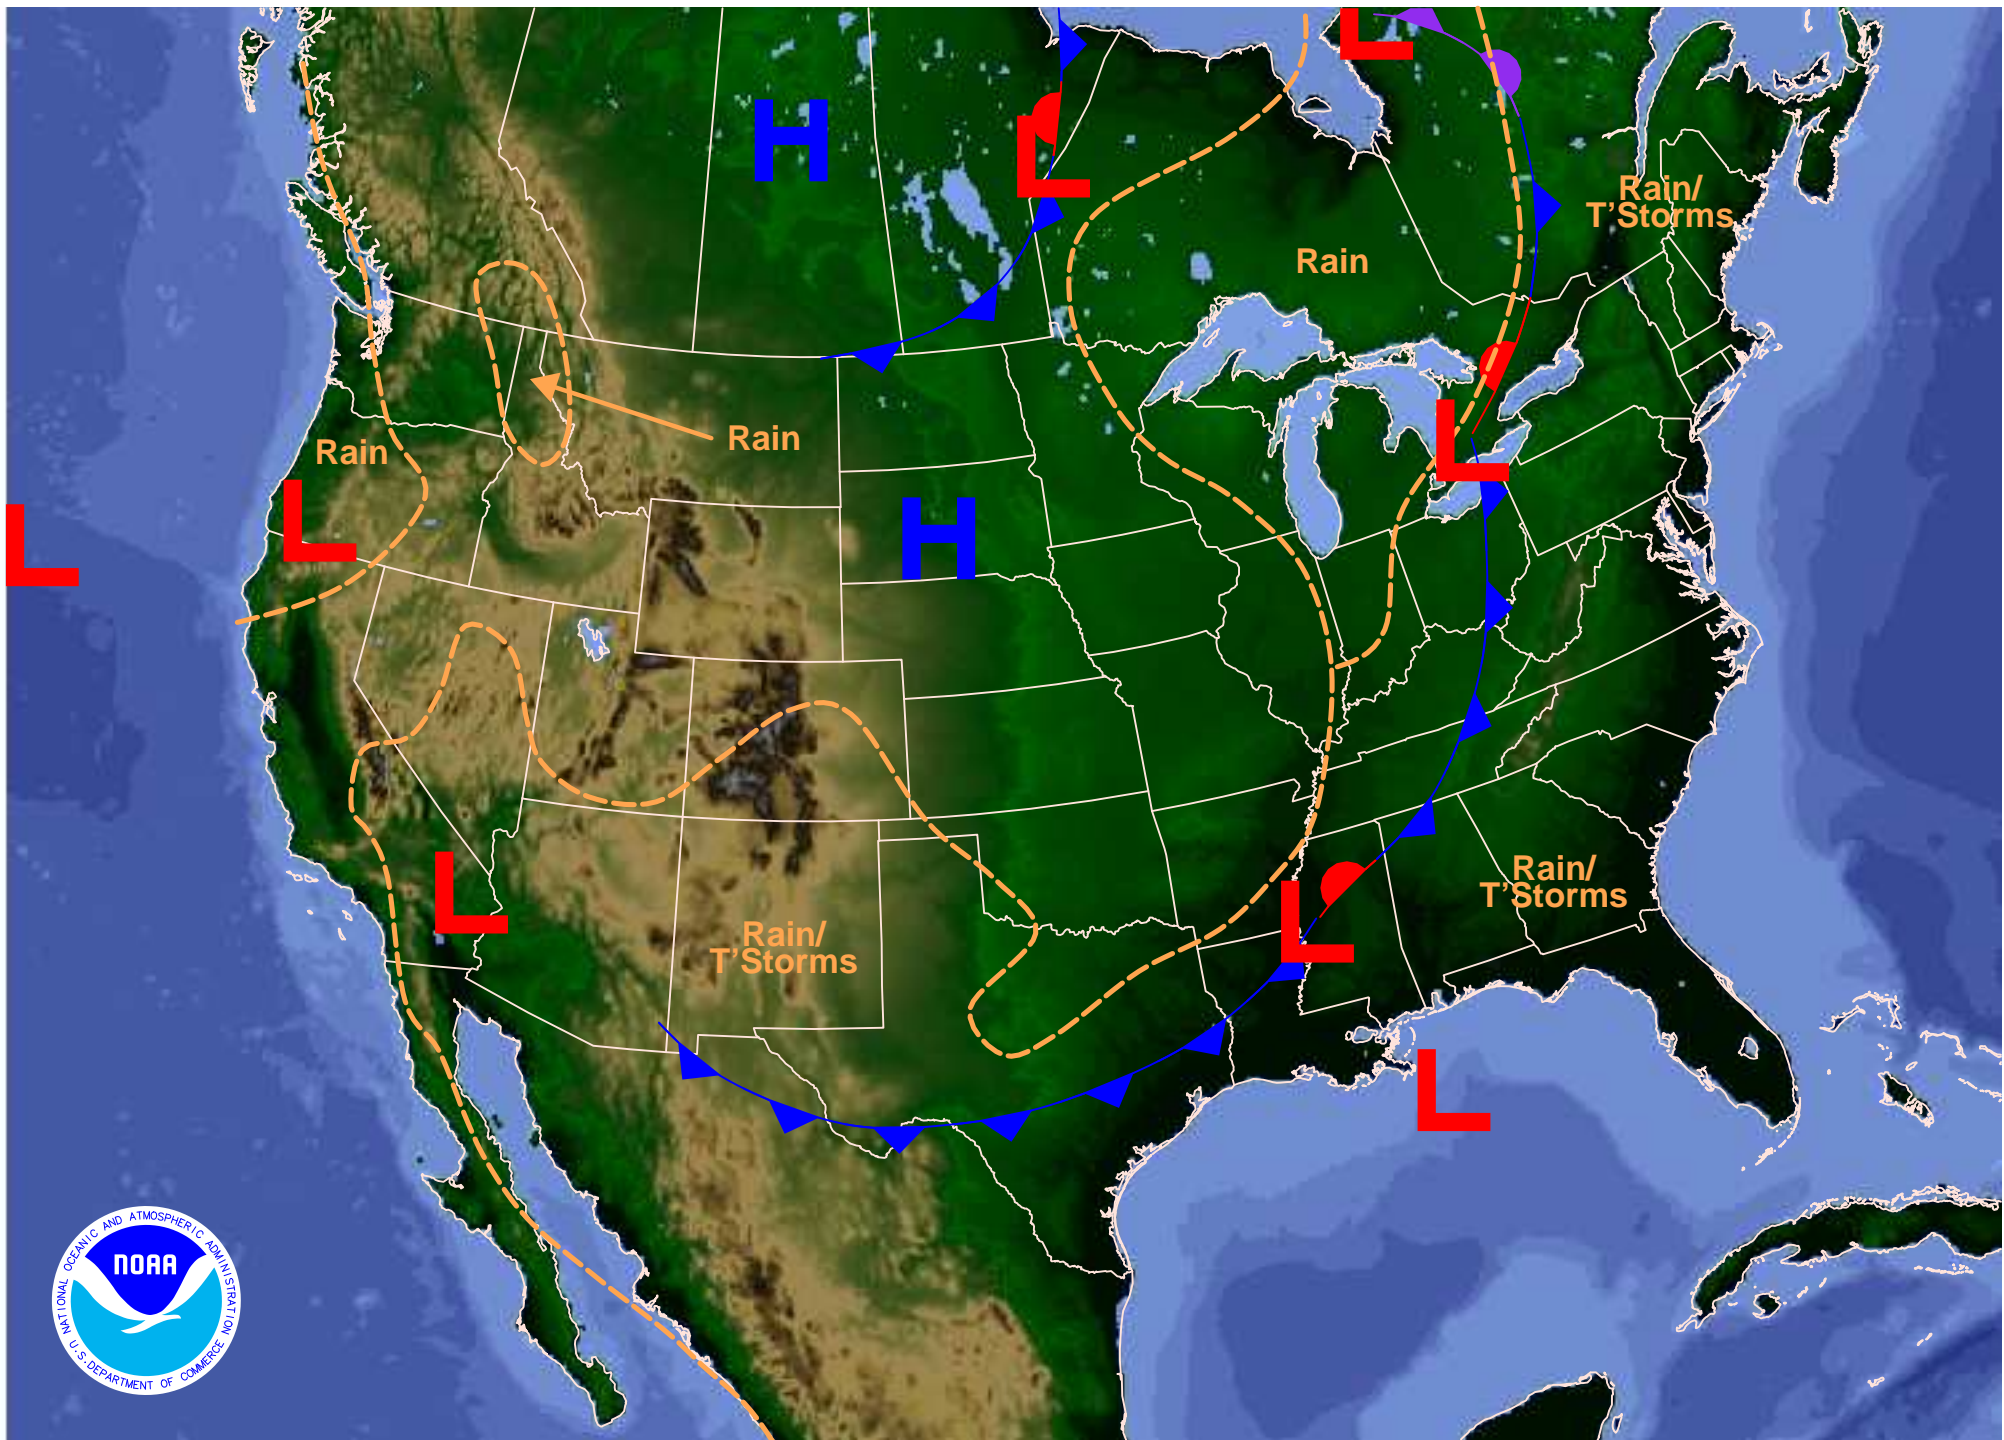 L
H
L
Rain/
T'Storms
Rain
Rain
Rain
L
L
L
H
L
L
Rain/
T'Storms
L
Rain/
T'Storms
L
NATIONAL OCEANIC AND ATMOSPHERIC ADMINISTRATION
NOAA
U.S. DEPARTMENT OF COMMERCE